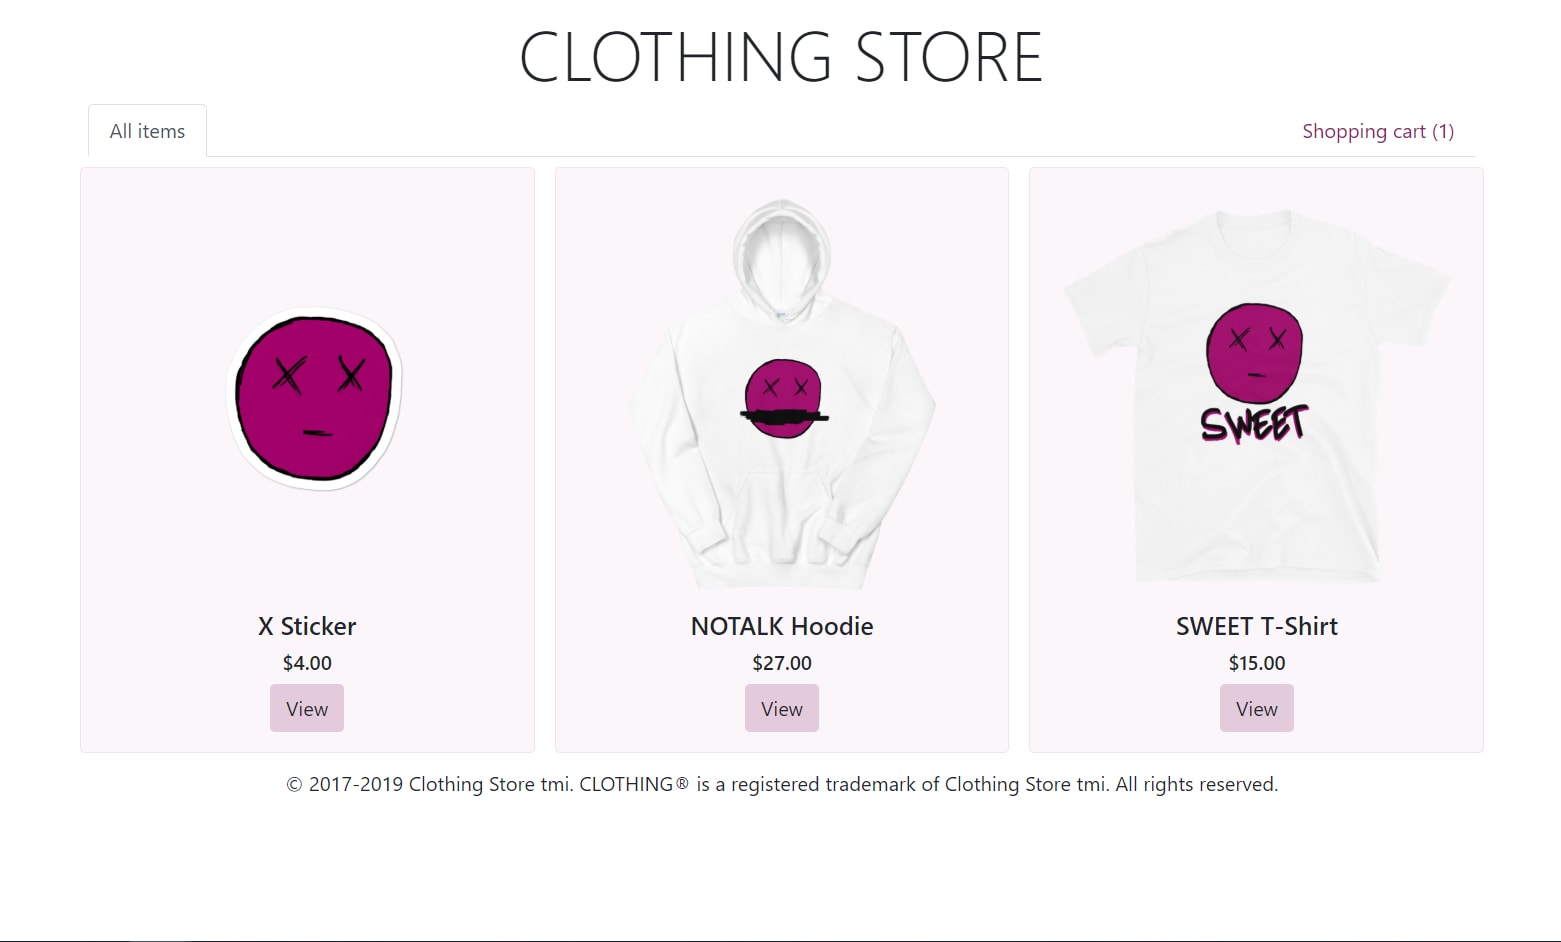 CLOTHING STORE
All items
Shopping cart (1)
SWEET
X Sticker
$4.00
View
NOTALK Hoodie
$27.00
View
SWEET T-Shirt
$15.00
View
© 2017-2019 Clothing Store tmi. CLOTHING® is a registered trademark of Clothing Store tmi. All rights reserved.